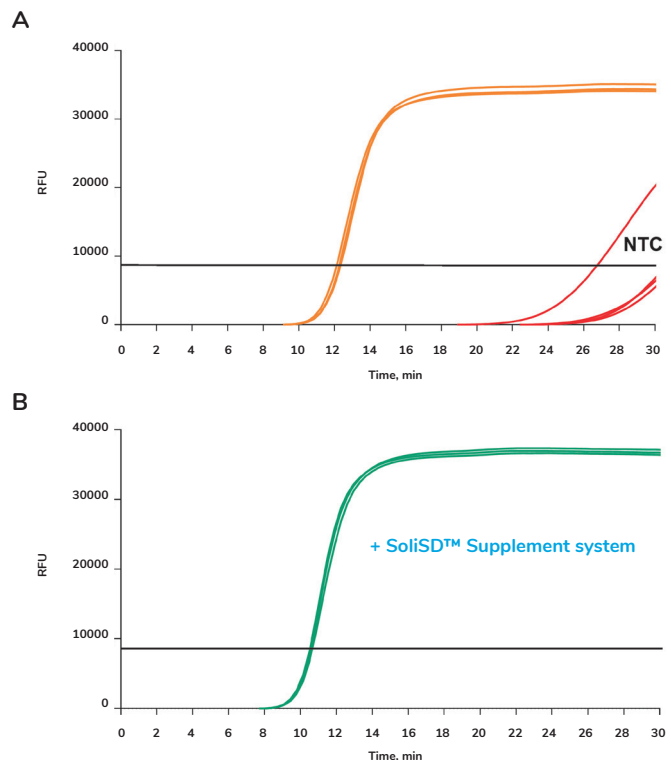 A
40000
30000
20000
10000
0
RFU
NTC
0 2 4 6 8 10 12 14 16 18 20 22 24 26 28 30
Time, min
B
40000
30000
20000
10000
0
RFU
+ SoliSD™ Supplement system
0 2 4 6 8 10 12 14 16 18 20 22 24 26 28 30
Time, min